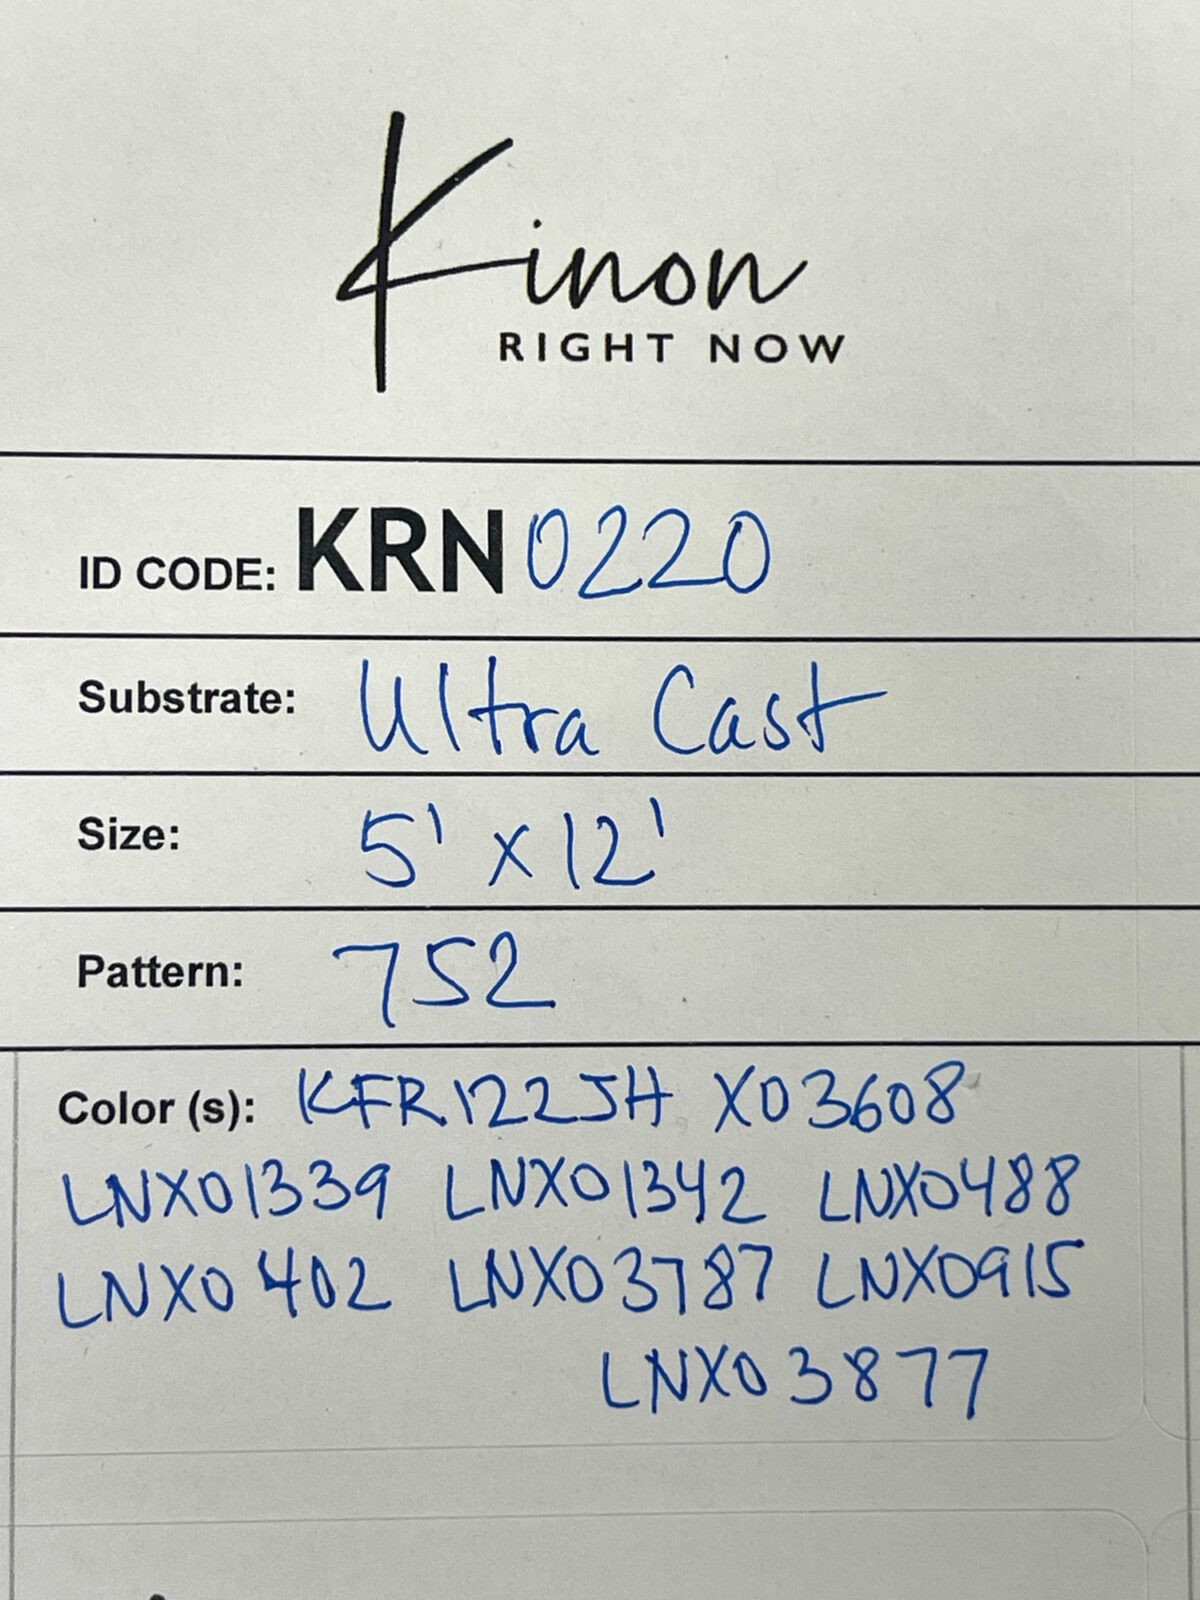 Kinon
RIGHT NOW
ID CODE: KRN0220
Substrate: Ultra Cast
Size: 5' x 12'
Pattern: 752
Color (s): KFR122JH X03608
LNX01339 LNX01342 LNX0488
LNX0402 LNX03787 LNX0915
LNX03877